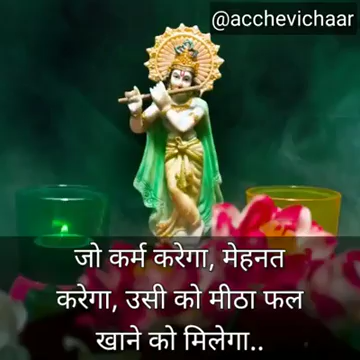 @acchevichaar
जो कर्म करेगा, मेहनत
करेगा, उसी को मीठा फल
खाने को मिलेगा..